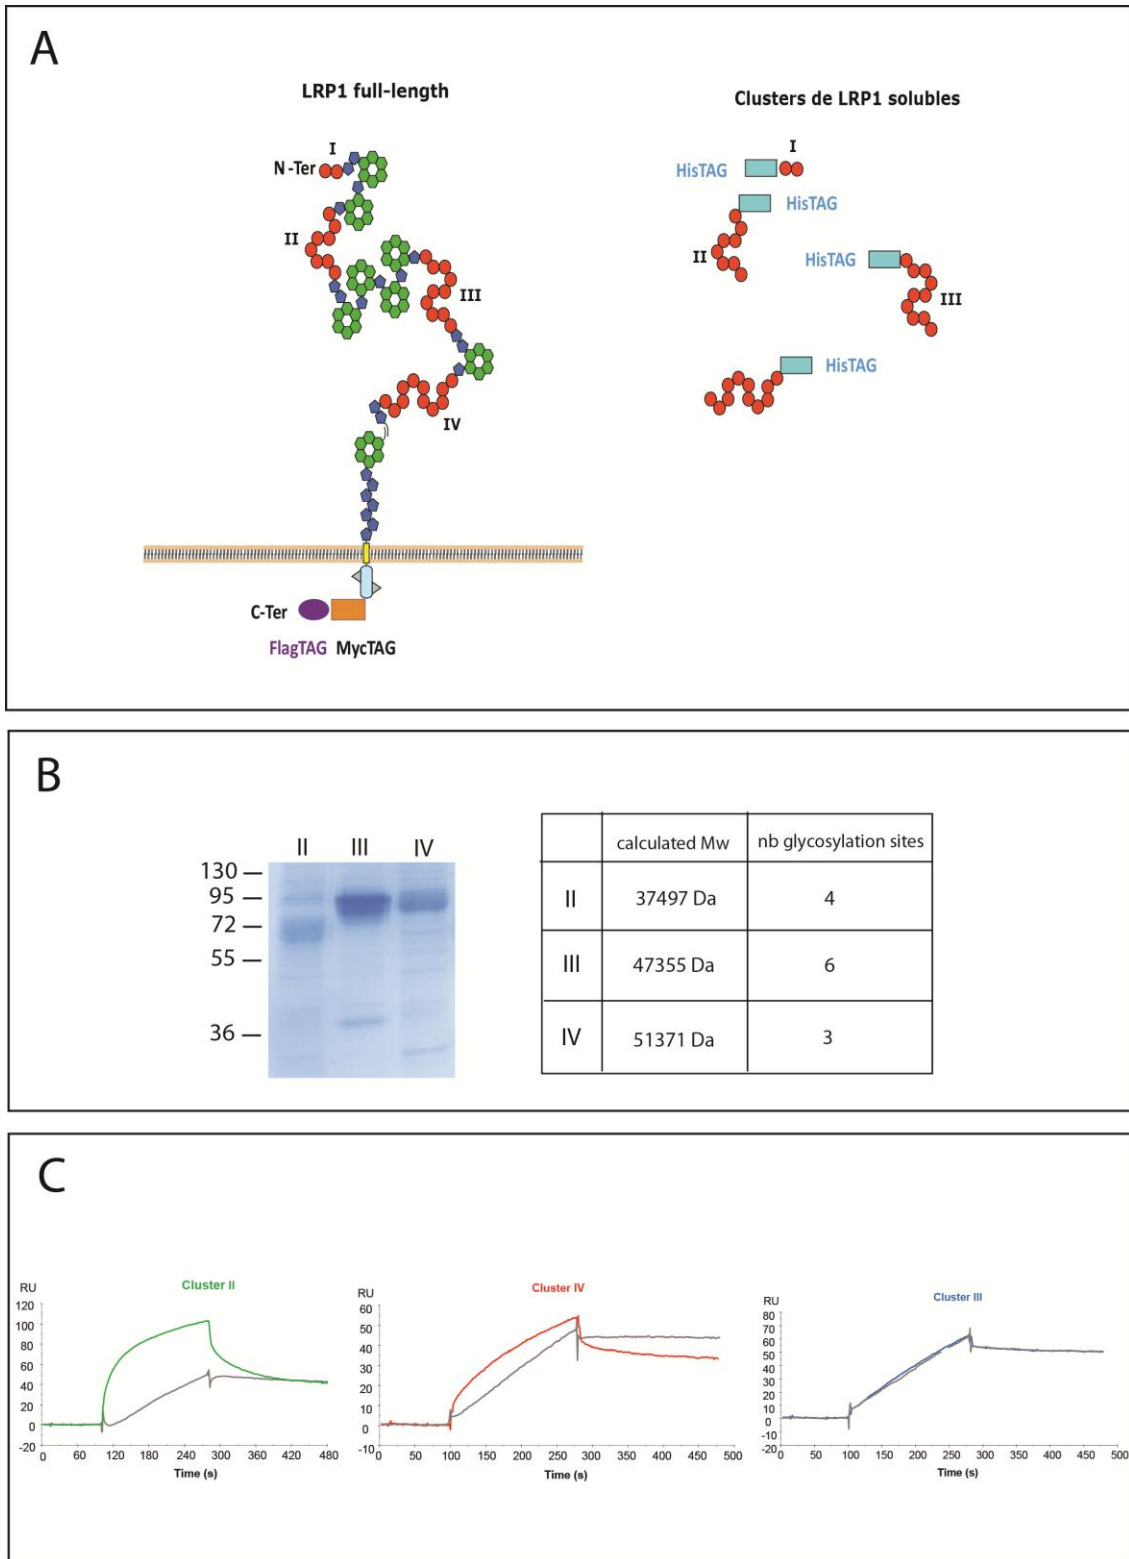 A
LRP1 full-length
Clusters de LRP1 solubles
I
N -Ter
II
III
IV
C-Ter
FlagTAG MycTAG
I
HisTAG
HisTAG
II
HisTAG
III
HisTAG
B
II III IV
130
95
72
55
36
calculated Mw nb glycosylation sites
II 37497 Da 4
III 47355 Da 6
IV 51371 Da 3
C
Cluster II
RU
120
100
80
60
40
20
0
-20
0 60 120 180 240 300 360 420 480
Time (s)
Cluster IV
RU
60
50
40
30
20
10
0
-10
0 50 100 150 200 250 300 350 400 450 500
Time (s)
Cluster III
RU
80
70
60
50
40
30
20
10
0
-10
-20
0 50 100 150 200 250 300 350 400 450 500
Time (s)